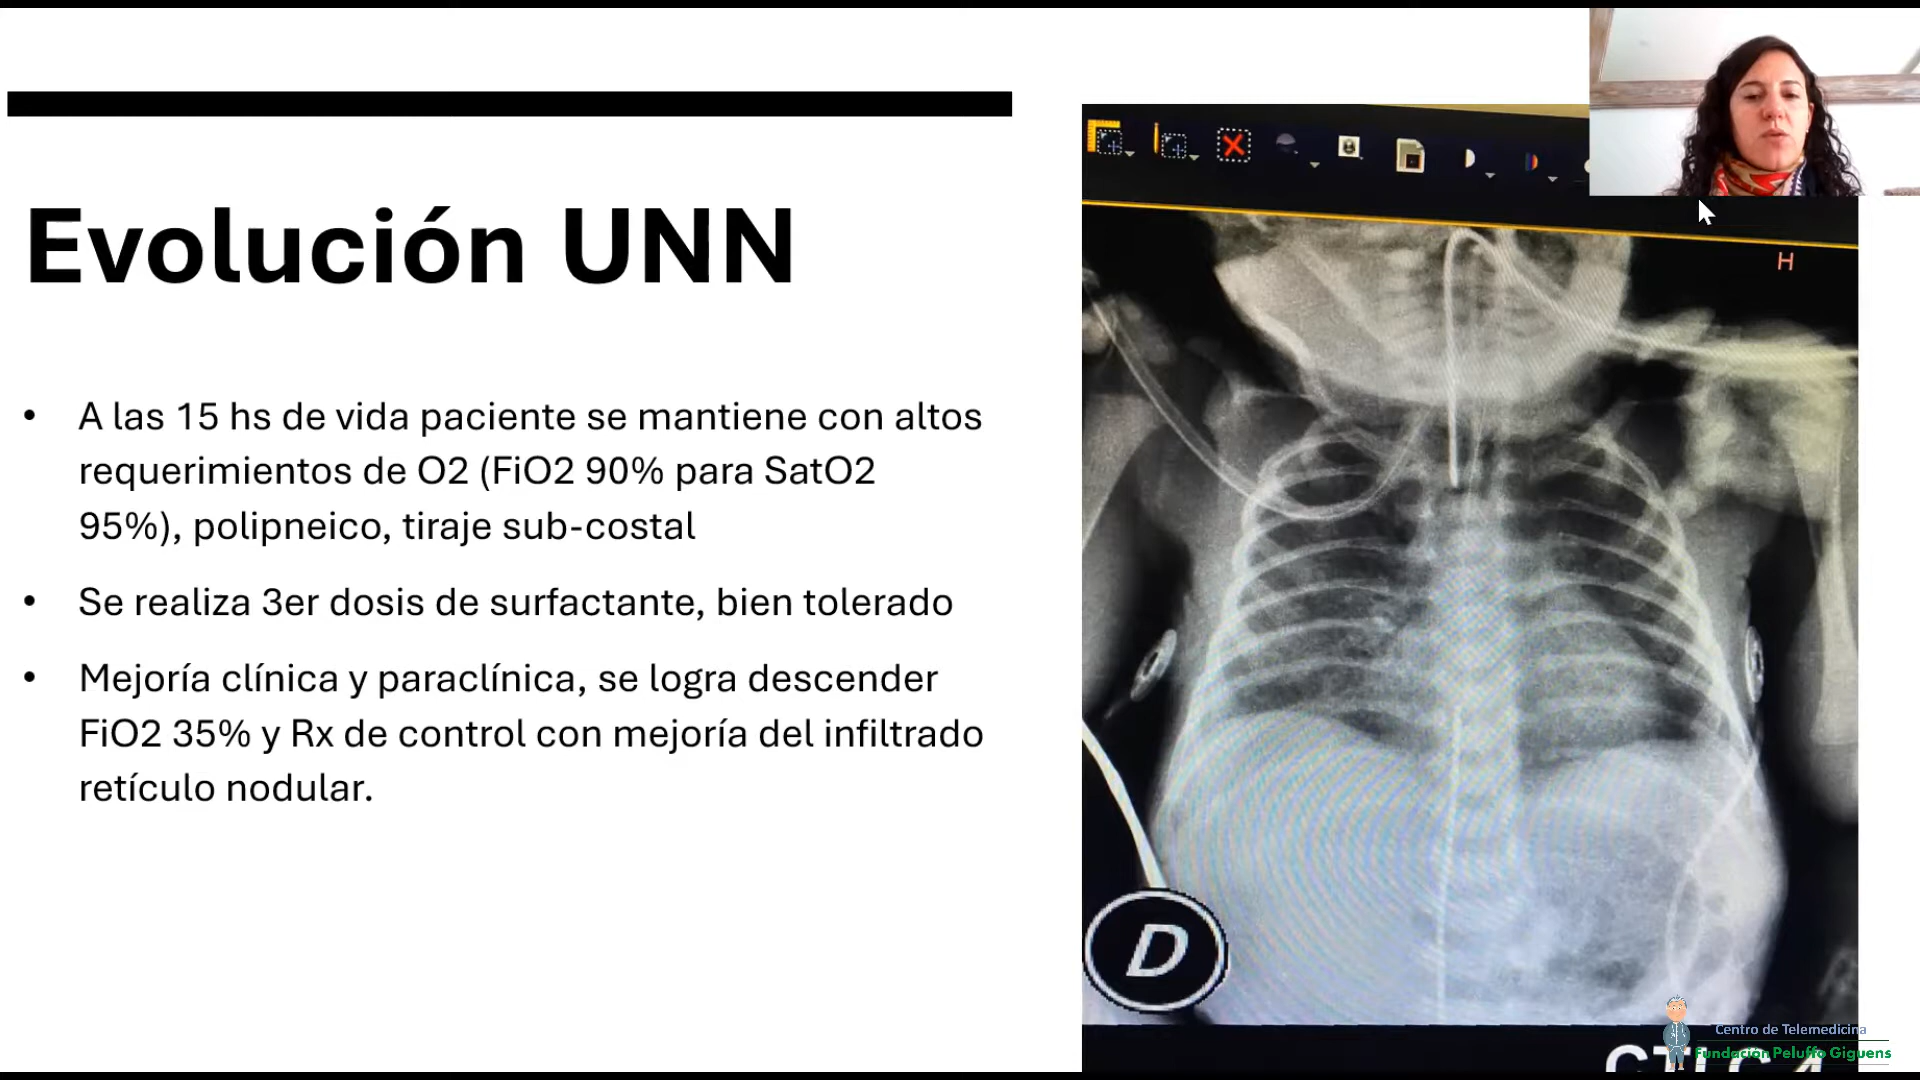 Evolución UNN
• A las 15 hs de vida paciente se mantiene con altos
requerimientos de O2 (FiO2 90% para SatO2
95%), polipneico, tiraje sub-costal
• Se realiza 3er dosis de surfactante, bien tolerado
• Mejoría clínica y paraclínica, se logra descender
FiO2 35% y Rx de control con mejoría del infiltrado
retículo nodular.
H
D
Centro de Telemedicina
Fundación Peluffo Giguens